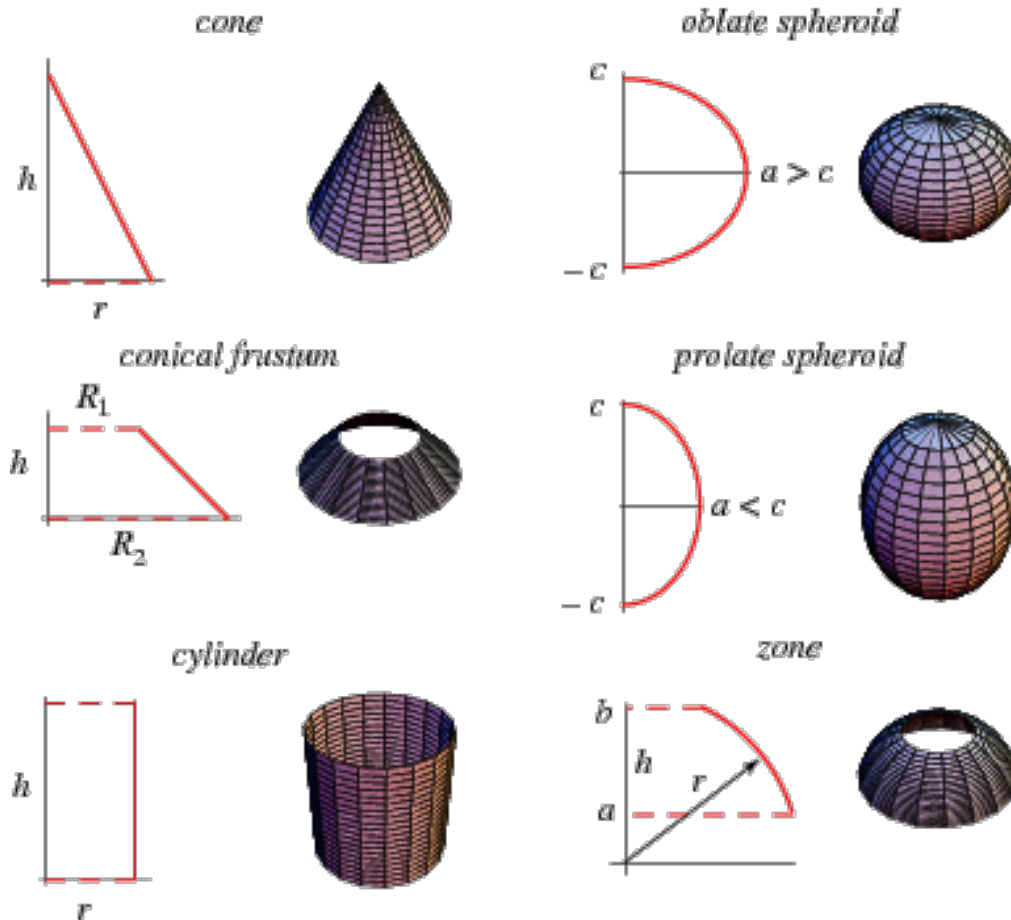 cone
h
r
oblate spheroid
c
a > c
− c
conical frustum
R₁
h
R₂
prolate spheroid
c
a < c
− c
cylinder
h
r
zone
b
h
r
a